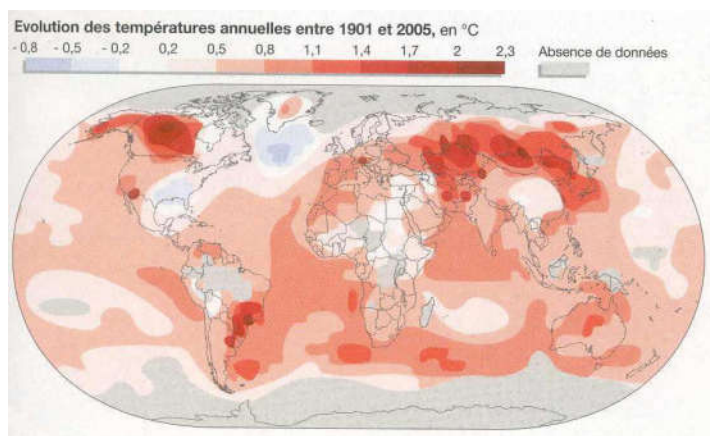 Evolution des températures annuelles entre 1901 et 2005, en °C
- 0,8 - 0,5 - 0,2 0,2 0,5 0,8 1,1 1,4 1,7 2 2,3 Absence de données